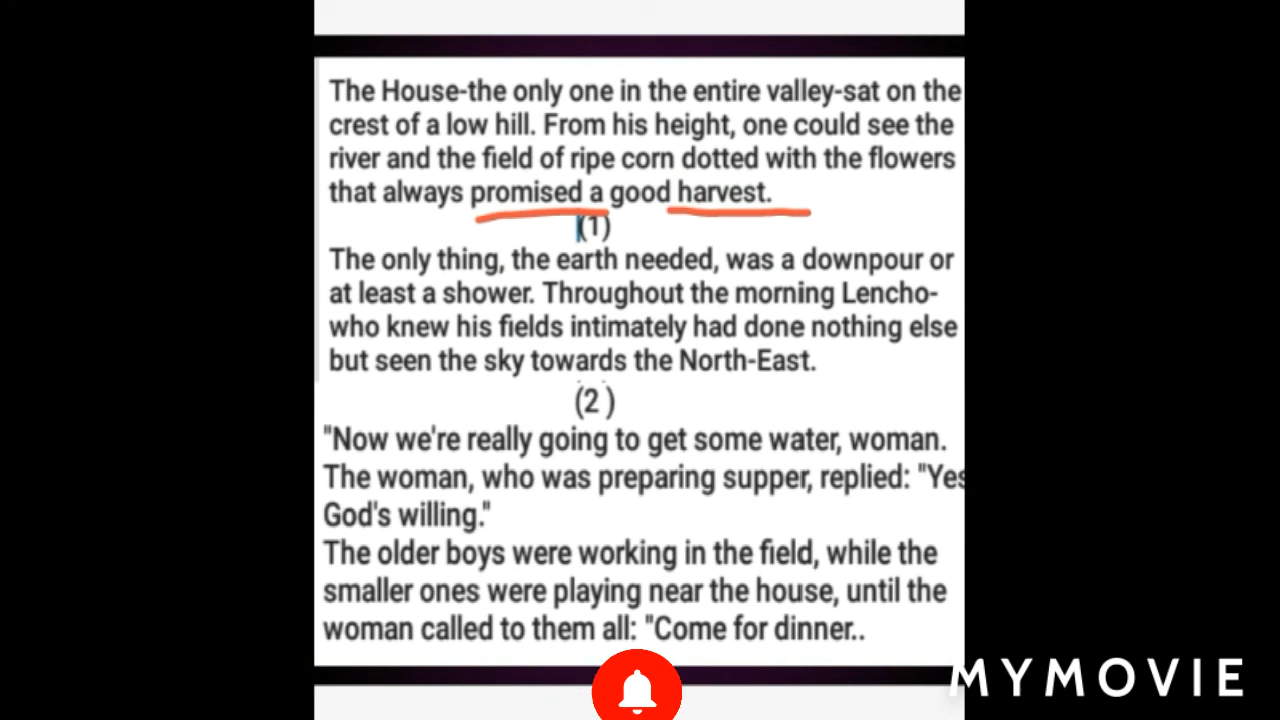 The House-the only one in the entire valley-sat on the
crest of a low hill. From his height, one could see the
river and the field of ripe corn dotted with the flowers
that always promised a good harvest.
(1)
The only thing, the earth needed, was a downpour or
at least a shower. Throughout the morning Lencho-
who knew his fields intimately had done nothing else
but seen the sky towards the North-East.
(2)
"Now we're really going to get some water, woman.
The woman, who was preparing supper, replied: "Yes
God's willing."
The older boys were working in the field, while the
smaller ones were playing near the house, until the
woman called to them all: "Come for dinner..
MYMOVIE